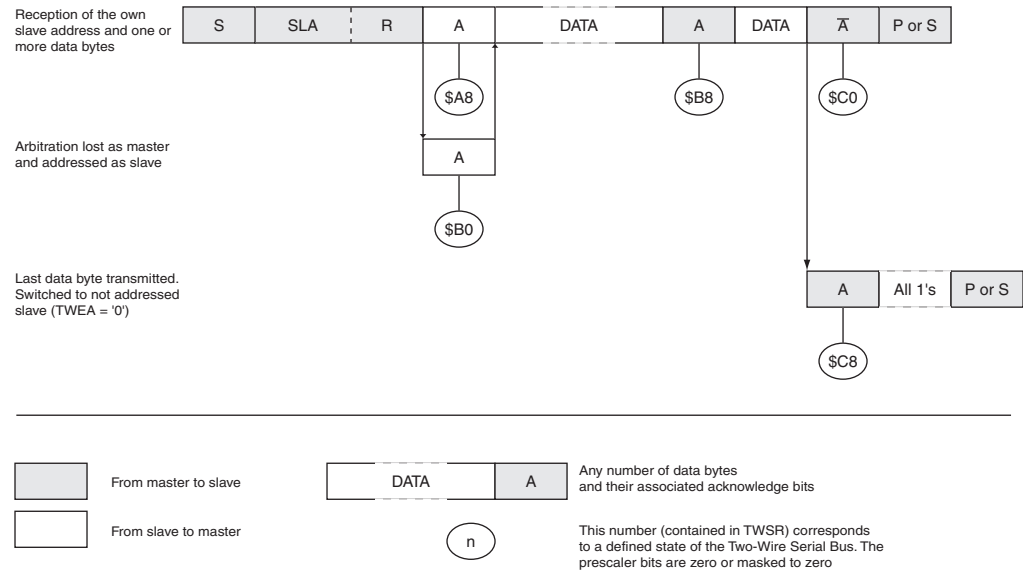 Reception of the own
slave address and one or
more data bytes
S SLA R A DATA A DATA A̅ P or S
$A8 $B8 $C0
Arbitration lost as master
and addressed as slave
A
$B0
Last data byte transmitted.
Switched to not addressed
slave (TWEA = '0')
A All 1's P or S
$C8
From master to slave
DATA A
Any number of data bytes
and their associated acknowledge bits
From slave to master
n
This number (contained in TWSR) corresponds
to a defined state of the Two-Wire Serial Bus. The
prescaler bits are zero or masked to zero